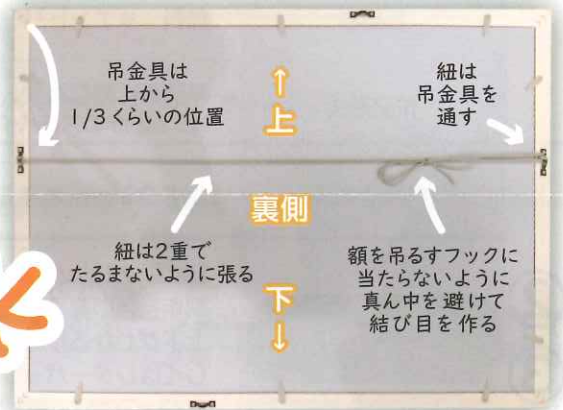 吊金具は
上から
1/3くらいの位置
↑
上
紐は
吊金具を
通す
裏側
紐は2重で
たるまないように張る
額を吊るすフックに
当たらないように
真ん中を避けて
結び目を作る
下
↓